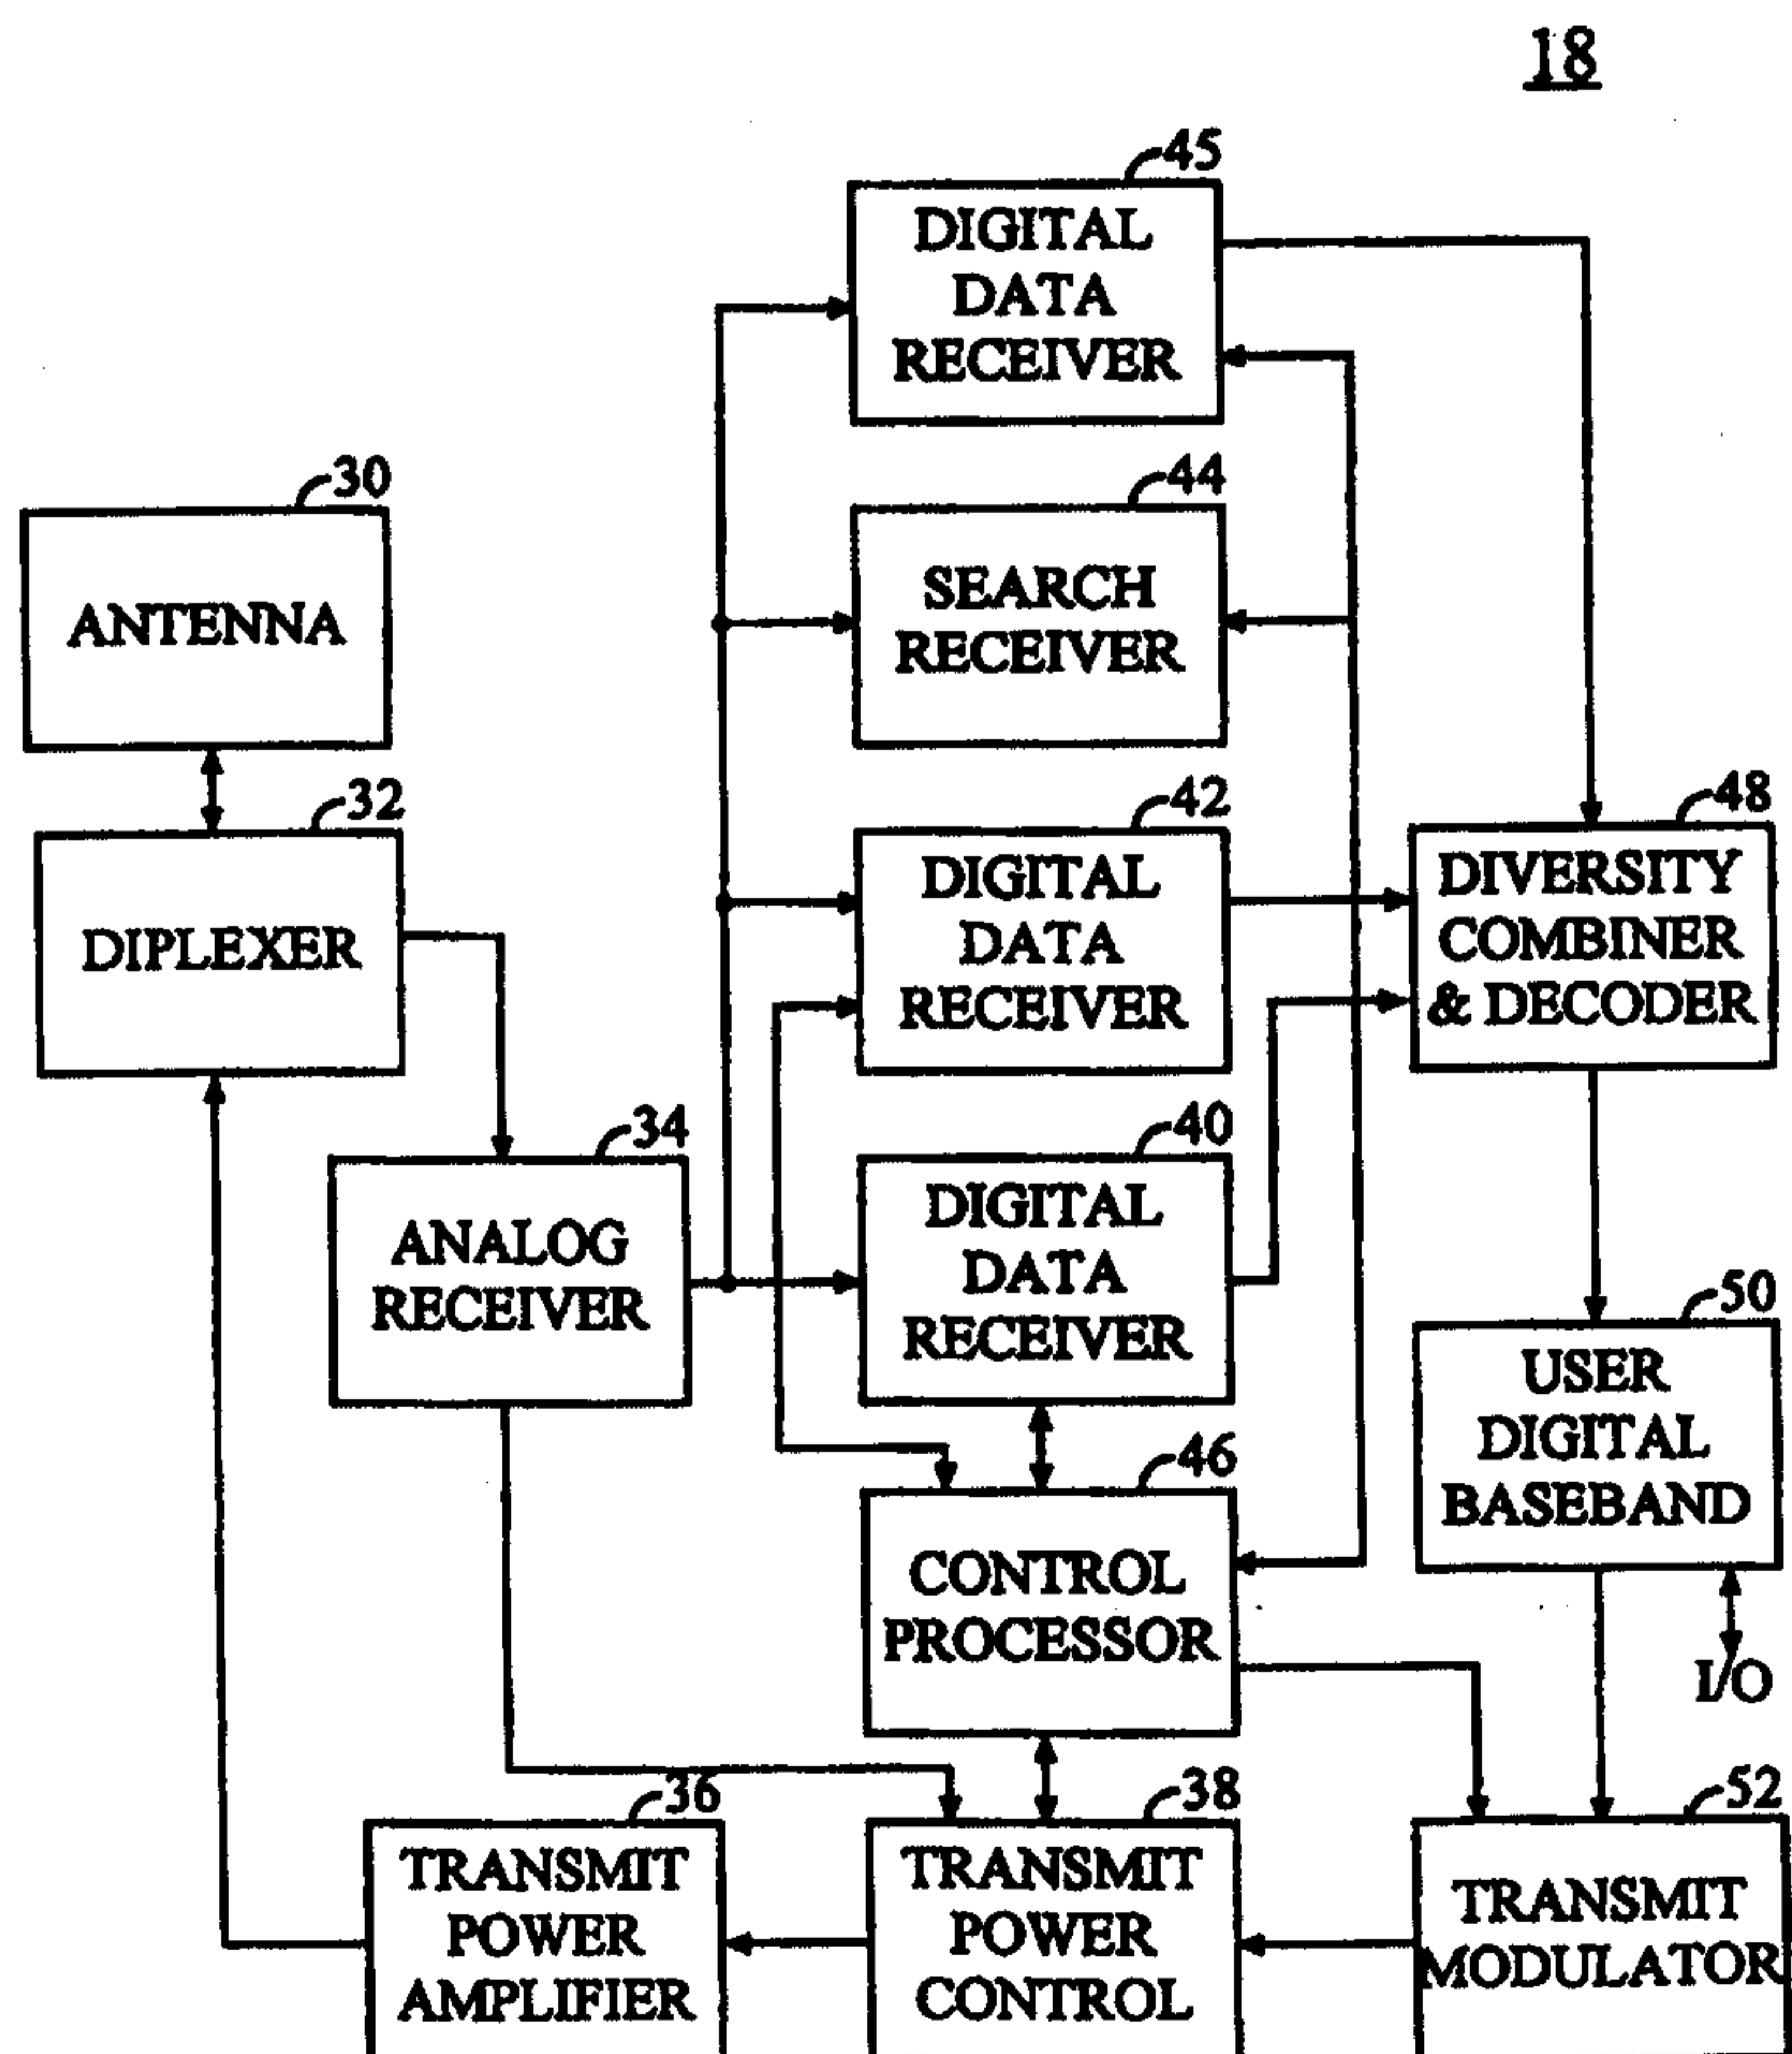 18
45
DIGITAL
DATA
RECEIVER
44
SEARCH
RECEIVER
30
ANTENNA
32
DIPLEXER
42
DIGITAL
DATA
RECEIVER
48
DIVERSITY
COMBINER
& DECODER
34
ANALOG
RECEIVER
40
DIGITAL
DATA
RECEIVER
50
USER
DIGITAL
BASEBAND
I/O
46
CONTROL
PROCESSOR
36
TRANSMIT
POWER
AMPLIFIER
38
TRANSMIT
POWER
CONTROL
52
TRANSMIT
MODULATOR